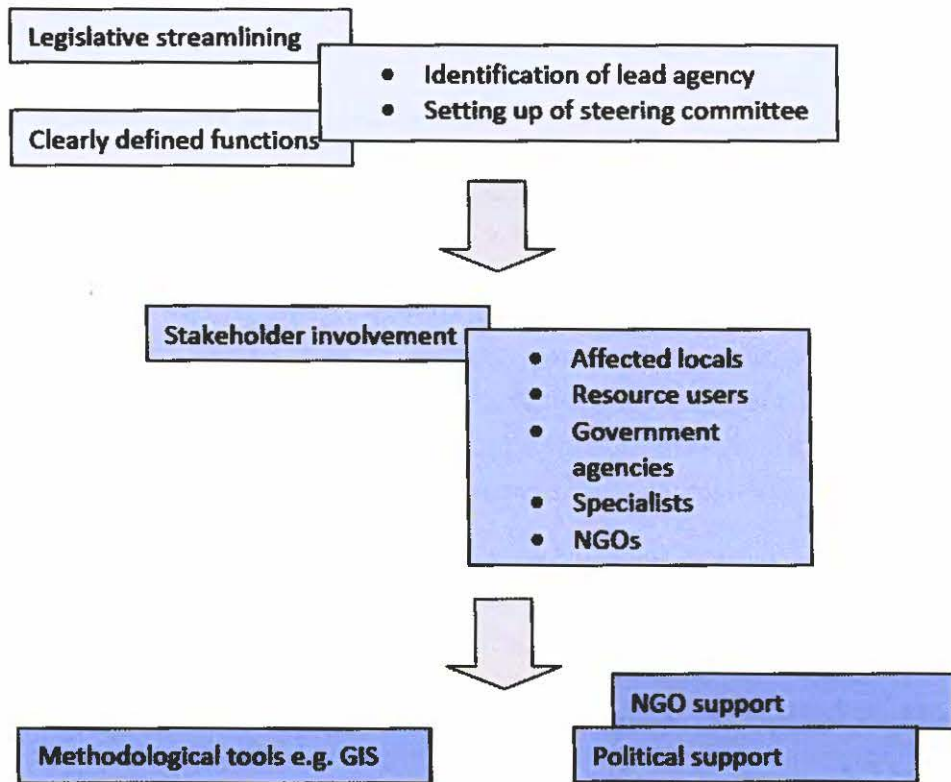 Legislative streamlining
• Identification of lead agency
• Setting up of steering committee
Clearly defined functions
Stakeholder involvement
• Affected locals
• Resource users
• Government
agencies
• Specialists
• NGOs
NGO support
Methodological tools e.g. GIS
Political support